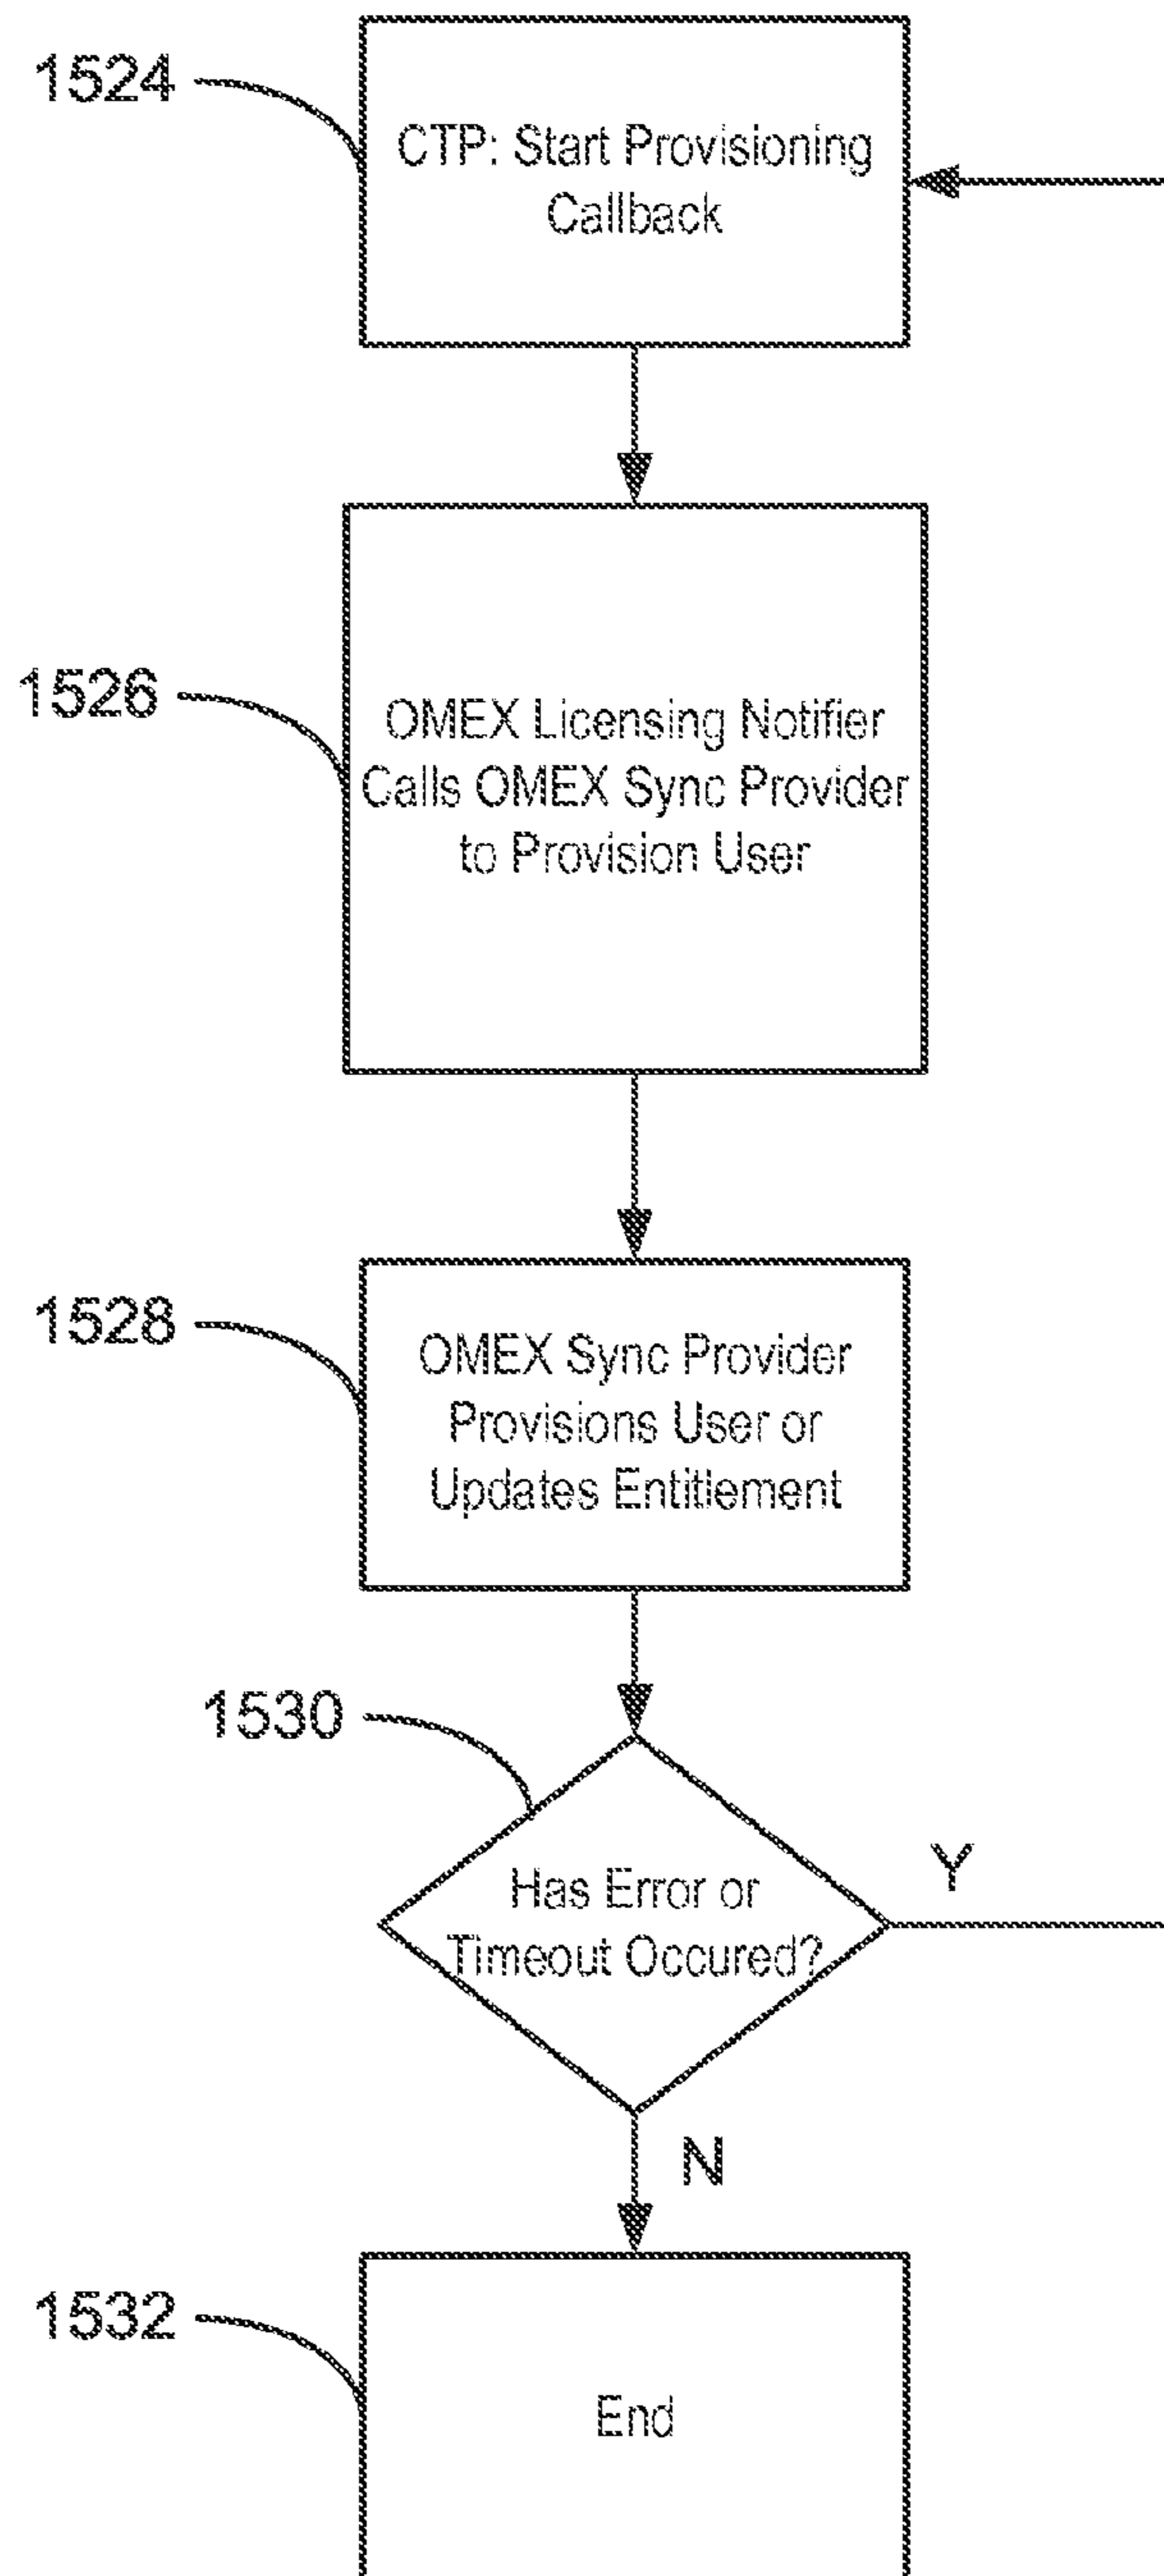 1524
CTP: Start Provisioning
Callback
1526
OMEX Licensing Notifier
Calls OMEX Sync Provider
to Provision User
1528
OMEX Sync Provider
Provisions User or
Updates Entitlement
1530
Has Error or
Timeout Occured?
Y
N
1532
End